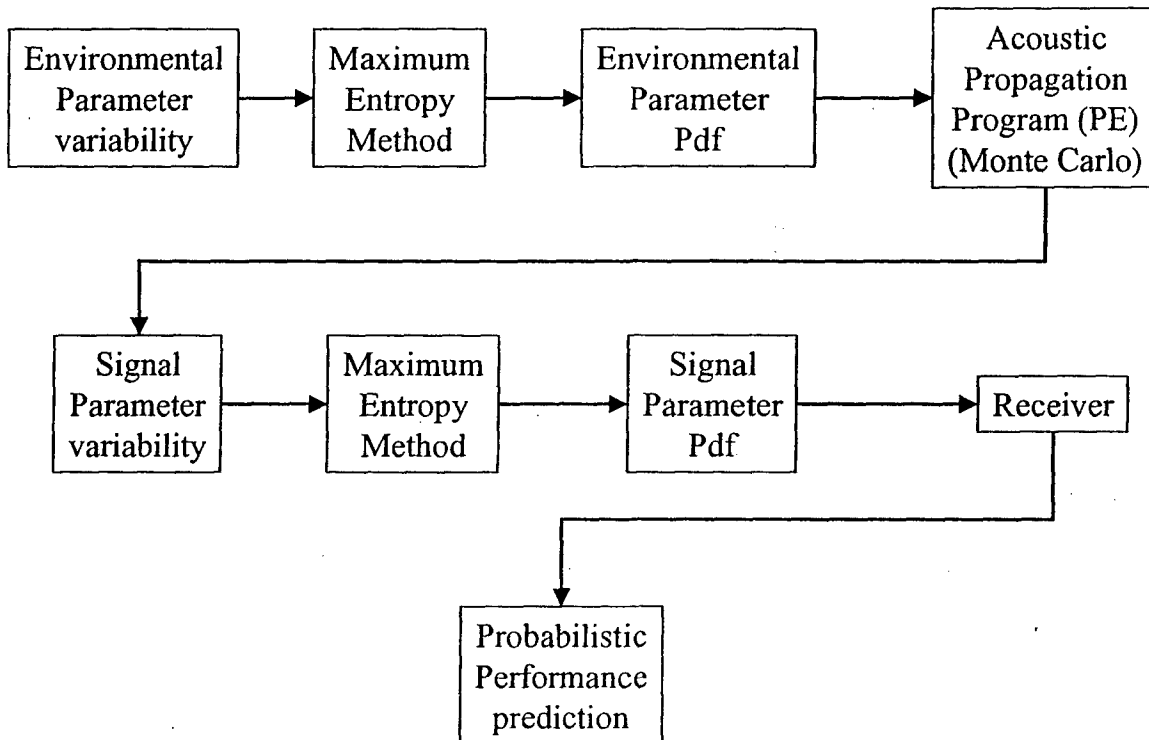 Environmental
Parameter
variability
Maximum
Entropy
Method
Environmental
Parameter
Pdf
Acoustic
Propagation
Program (PE)
(Monte Carlo)
Signal
Parameter
variability
Maximum
Entropy
Method
Signal
Parameter
Pdf
Receiver
Probabilistic
Performance
prediction